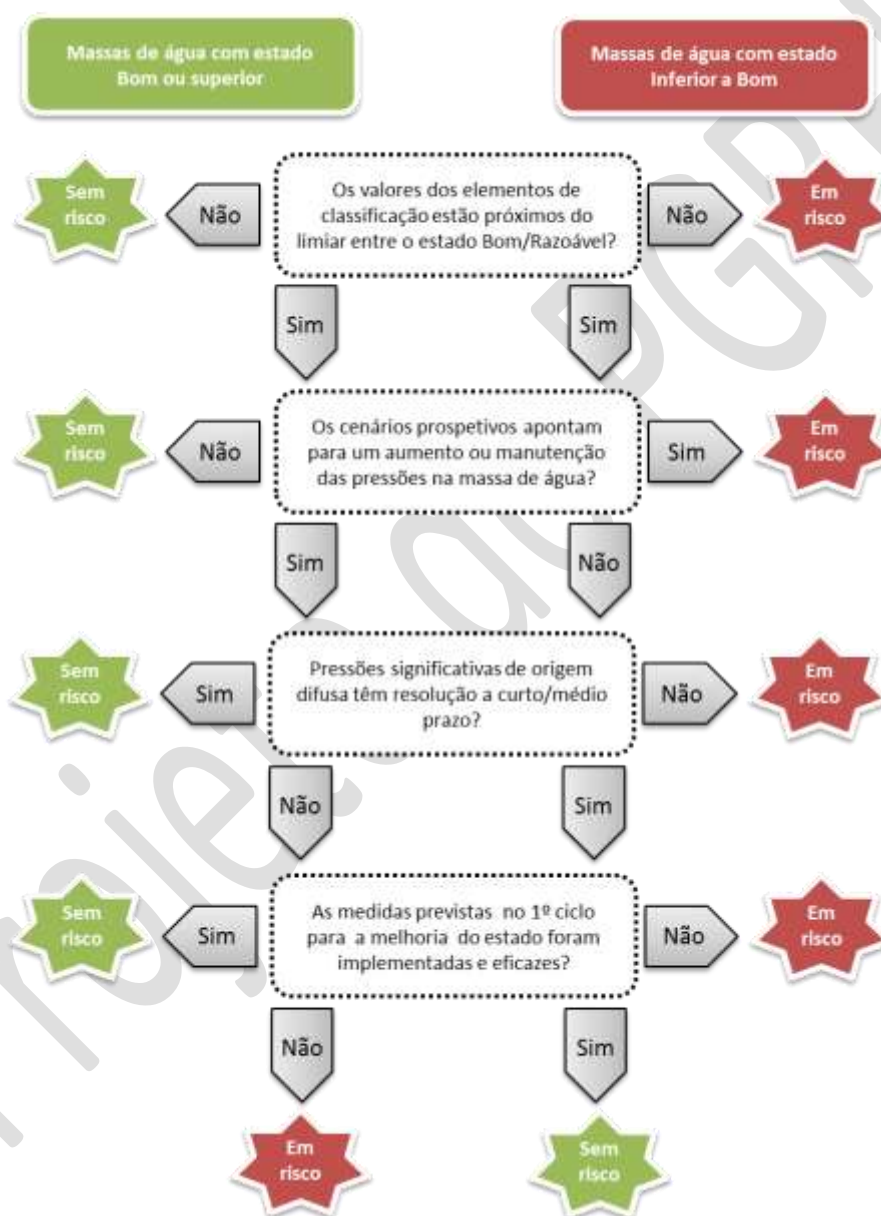 Massas de água com estado
Bom ou superior
Massas de água com estado
Inferior a Bom
Sem
risco
Não
Os valores dos elementos de
classificação estão próximos do
limiar entre o estado Bom/Razoável?
Não
Em
risco
Sim
Sim
Sem
risco
Não
Os cenários prospetivos apontam
para um aumento ou manutenção
das pressões na massa de água?
Sim
Em
risco
Sim
Não
Sem
risco
Sim
Pressões significativas de origem
difusa têm resolução a curto/médio
prazo?
Não
Em
risco
Não
Sim
Sem
risco
Sim
As medidas previstas no 1º ciclo
para a melhoria do estado foram
implementadas e eficazes?
Não
Em
risco
Não
Sim
Em
risco
Sem
risco